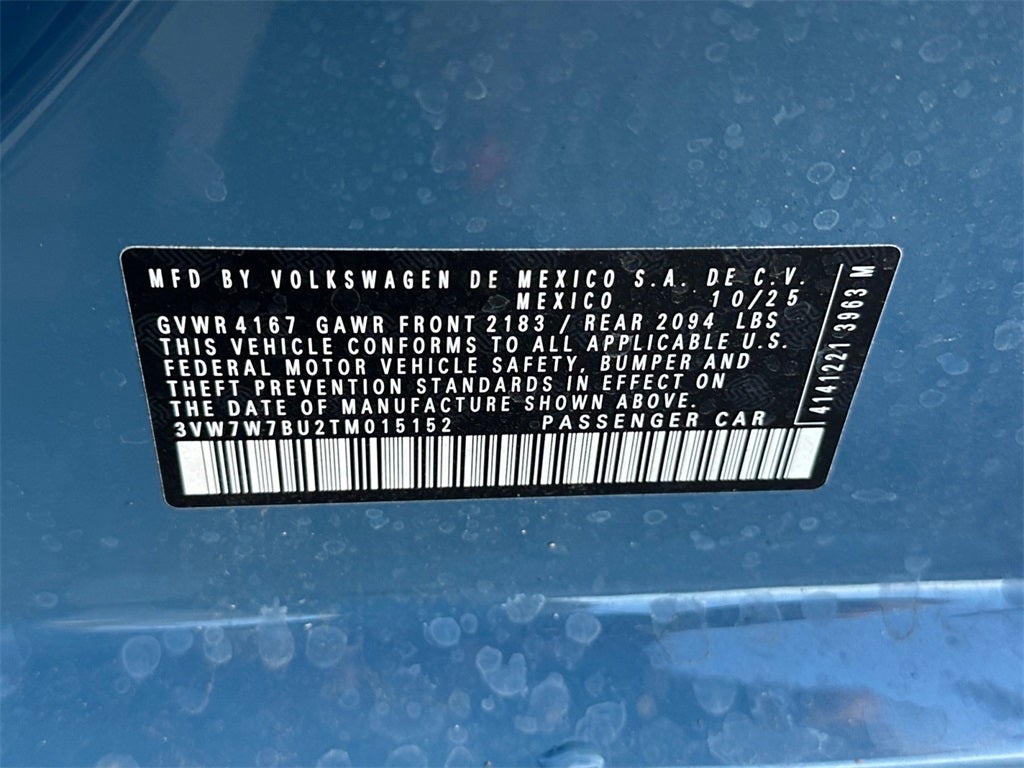 MFD BY VOLKSWAGEN DE MEXICO S.A. DE C.V.
MEXICO 10/25
GVWR 4167 GAWR FRONT 2183 / REAR 2094 LBS
THIS VEHICLE CONFORMS TO ALL APPLICABLE U.S.
FEDERAL MOTOR VEHICLE SAFETY, BUMPER AND
THEFT PREVENTION STANDARDS IN EFFECT ON
THE DATE OF MANUFACTURE SHOWN ABOVE.
3VW7W7BU2TM015152 PASSENGER CAR
4141221 3963 M